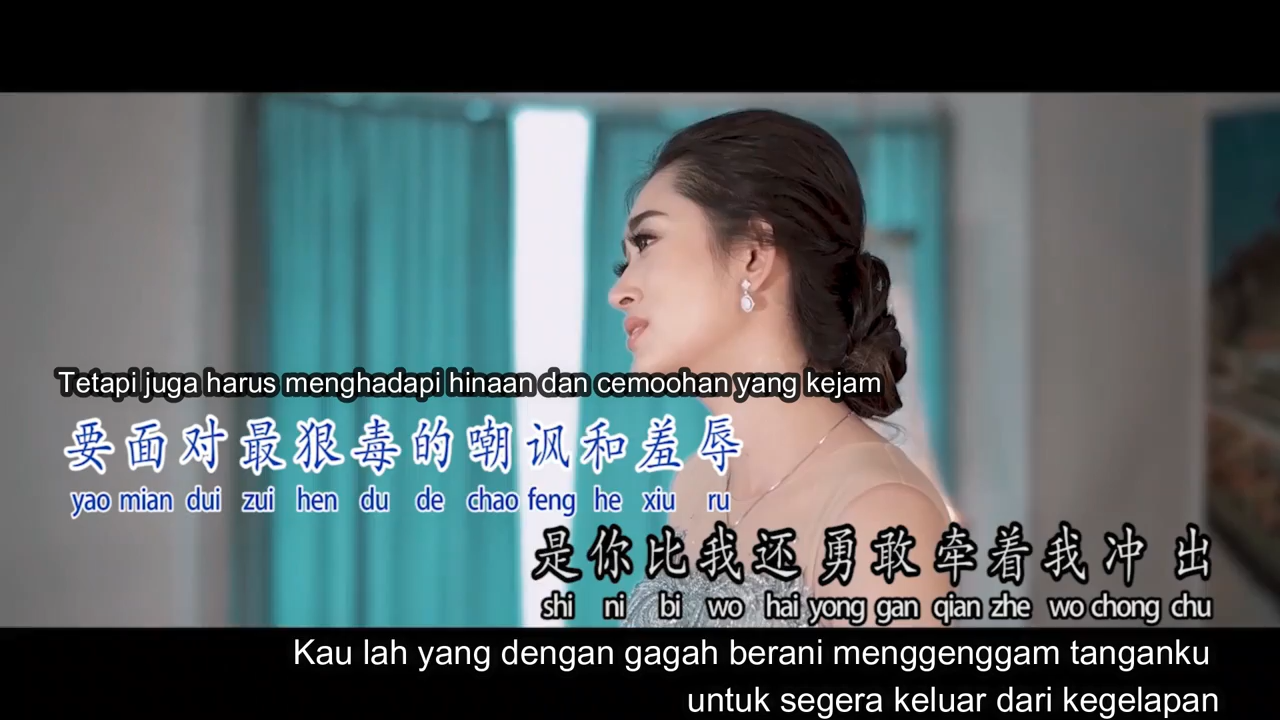 Tetapi juga harus menghadapi hinaan dan cemoohan yang kejam
要面对最狠毒的嘲讽和羞辱
yao mian dui zui hen du de chao feng he xiu ru
是你比我还勇敢牵着我冲出
shi ni bi wo hai yong gan qian zhe wo chong chu
Kau lah yang dengan gagah berani menggenggam tanganku
untuk segera keluar dari kegelapan